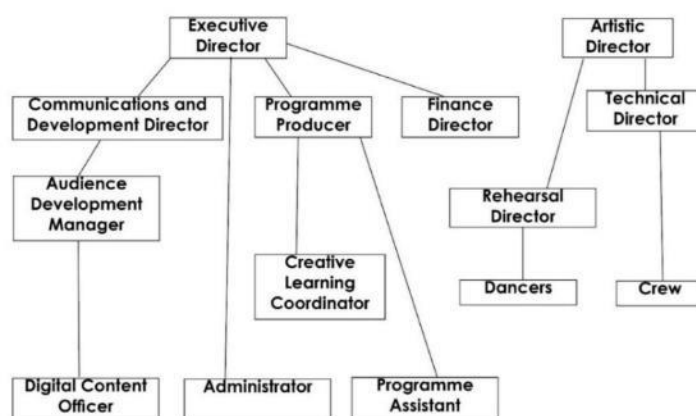 Executive
Director
Artistic
Director
Communications and
Development Director
Programme
Producer
Finance
Director
Technical
Director
Audience
Development
Manager
Rehearsal
Director
Creative
Learning
Coordinator
Dancers
Crew
Digital Content
Officer
Administrator
Programme
Assistant